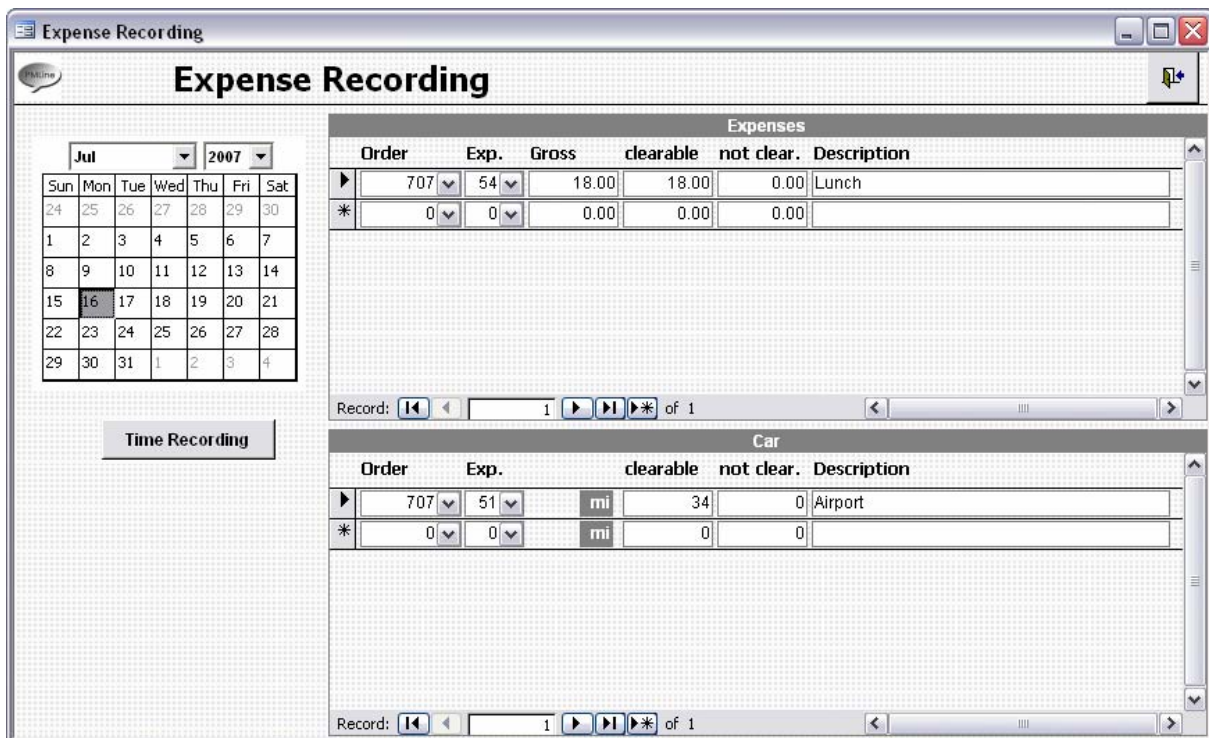 Expense Recording
PMLine
Expense Recording
Jul 2007
Sun Mon Tue Wed Thu Fri Sat
24 25 26 27 28 29 30
1 2 3 4 5 6 7
8 9 10 11 12 13 14
15 16 17 18 19 20 21
22 23 24 25 26 27 28
29 30 31 1 2 3 4
Time Recording
Expenses
Order Exp. Gross clearable not clear. Description
707 54 18.00 18.00 0.00 Lunch
0 0 0.00 0.00 0.00
Record: 1 of 1
Car
Order Exp. clearable not clear. Description
707 51 mi 34 0 Airport
0 0 mi 0 0
Record: 1 of 1